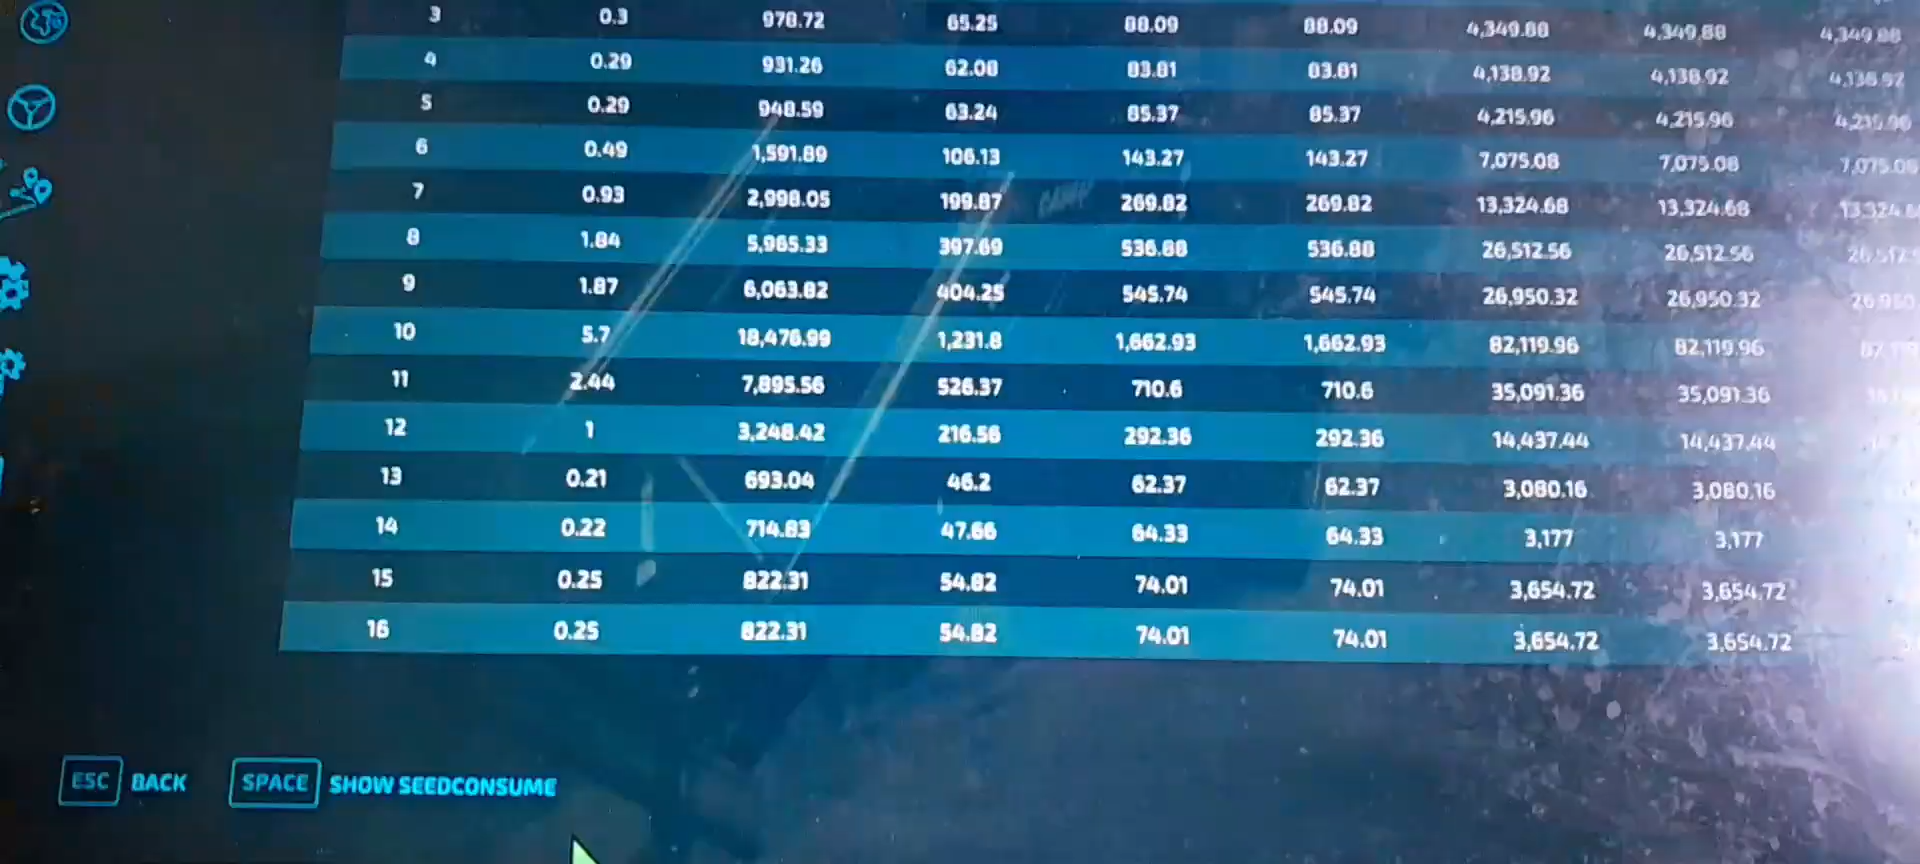 3 0.3 978.72 65.25 88.09 88.09 4,349.88 4,349.88 4,349.88
4 0.29 931.26 62.08 83.81 83.81 4,138.92 4,138.92 4,138.92
5 0.29 948.59 63.24 85.37 85.37 4,215.96 4,215.96 4,215.96
6 0.49 1,591.89 106.13 143.27 143.27 7,075.08 7,075.08 7,075.08
7 0.93 2,998.05 199.87 269.82 269.82 13,324.68 13,324.68
8 1.84 5,965.33 397.69 536.88 536.88 26,512.56 26,512.56
9 1.87 6,063.82 404.25 545.74 545.74 26,950.32 26,950.32
10 5.7 18,476.99 1,231.8 1,662.93 1,662.93 82,119.96 82,119.96
11 2.44 7,895.56 526.37 710.6 710.6 35,091.36 35,091.36
12 1 3,248.42 216.56 292.36 292.36 14,437.44 14,437.44
13 0.21 693.04 46.2 62.37 62.37 3,080.16 3,080.16
14 0.22 714.83 47.66 64.33 64.33 3,177 3,177
15 0.25 822.31 54.82 74.01 74.01 3,654.72 3,654.72
16 0.25 822.31 54.82 74.01 74.01 3,654.72 3,654.72
ESC BACK SPACE SHOW SEEDCONSUME